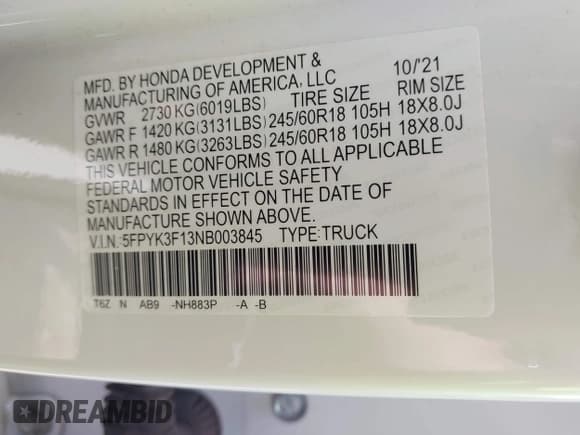 MFD. BY HONDA DEVELOPMENT &
MANUFACTURING OF AMERICA, LLC 10/'21
GVWR 2730 KG(6019LBS) TIRE SIZE RIM SIZE
GAWR F 1420 KG(3131LBS) 245/60R18 105H 18X8.0J
GAWR R 1480 KG(3263LBS) 245/60R18 105H 18X8.0J
THIS VEHICLE CONFORMS TO ALL APPLICABLE
FEDERAL MOTOR VEHICLE SAFETY
STANDARDS IN EFFECT ON THE DATE OF
MANUFACTURE SHOWN ABOVE.
V.I.N.:5FPYK3F13NB003845 TYPE:TRUCK
T6Z N AB9 -NH883P -A -B
DREAMBID